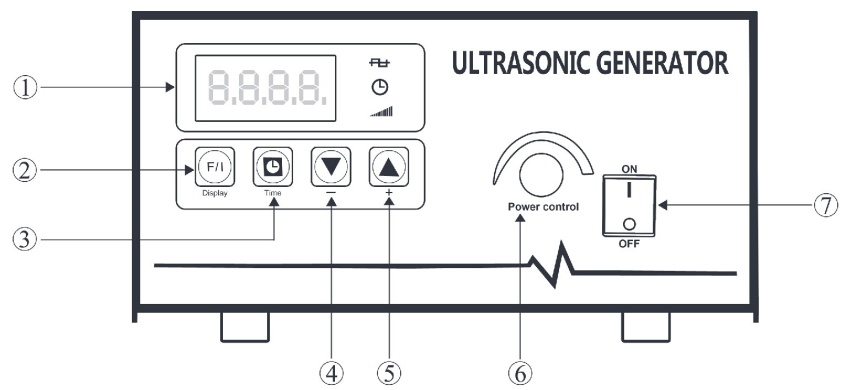 ULTRASONIC GENERATOR
①
8.8.8.8.
②
F/I
Display
Time
−
+
③
Power control
ON
I
O
OFF
⑦
④
⑤
⑥